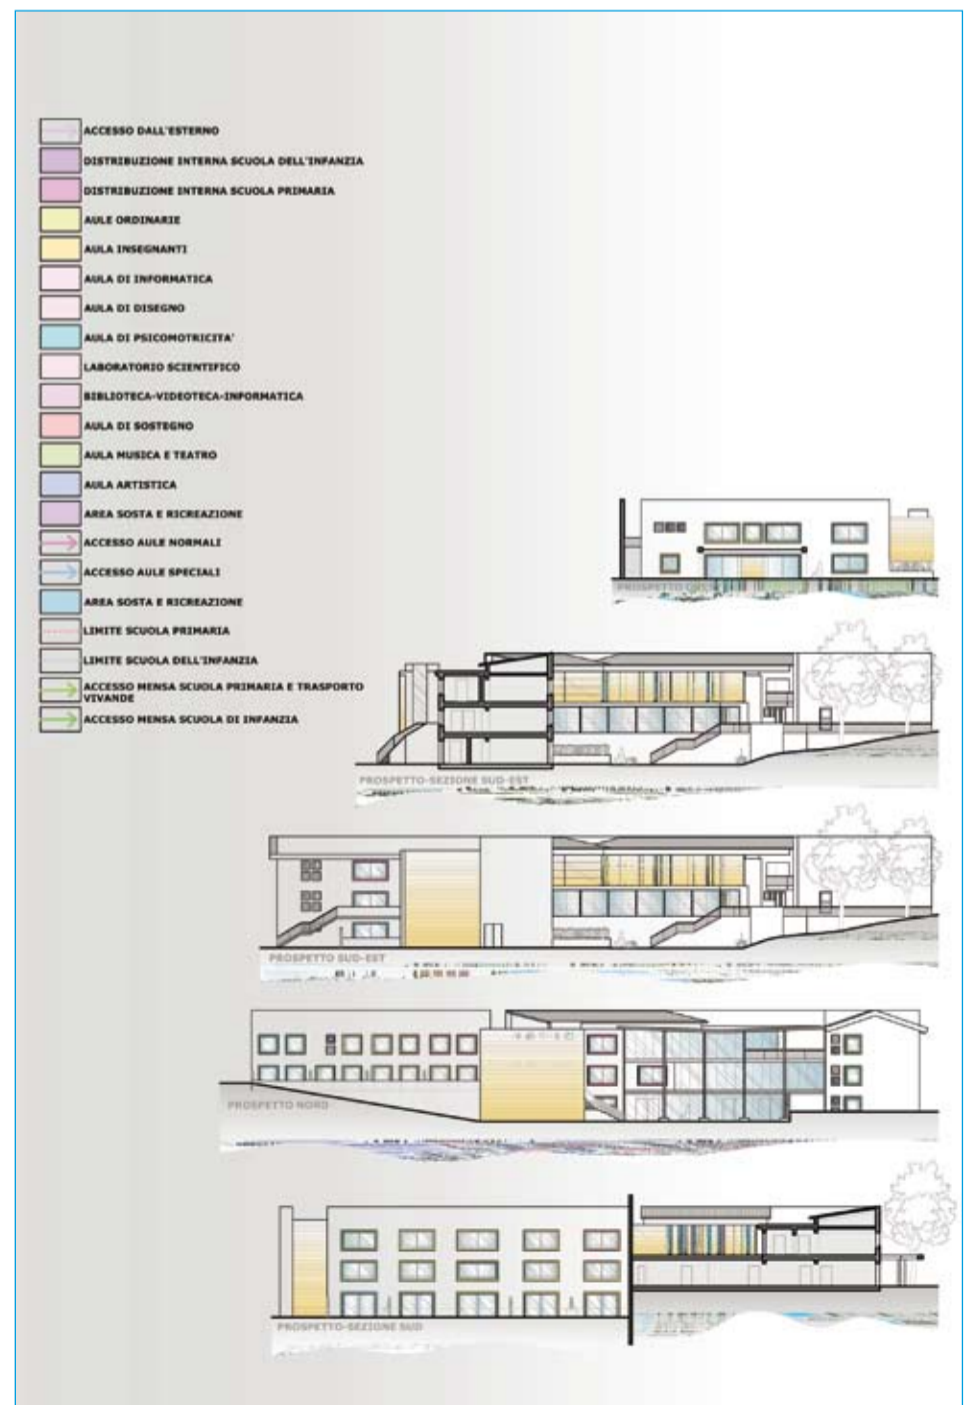 ACCESSO DALL'ESTERNO
DISTRIBUZIONE INTERNA SCUOLA DELL'INFANZIA
DISTRIBUZIONE INTERNA SCUOLA PRIMARIA
AULE ORDINARIE
AULA INSEGNANTI
AULA DI INFORMATICA
AULA DI DISEGNO
AULA DI PSICOMOTRICITA'
LABORATORIO SCIENTIFICO
BIBLIOTECA-VIDEOTECA-INFORMATICA
AULA DI SOSTEGNO
AULA MUSICA E TEATRO
AULA ARTISTICA
AREA SOSTA E RICREAZIONE
ACCESSO AULE NORMALI
ACCESSO AULE SPECIALI
AREA SOSTA E RICREAZIONE
LIMITE SCUOLA PRIMARIA
LIMITE SCUOLA DELL'INFANZIA
ACCESSO MENSA SCUOLA PRIMARIA E TRASPORTO
VIVANDE
ACCESSO MENSA SCUOLA DI INFANZIA
PROSPETTO
PROSPETTO-SEZIONE SUD-EST
PROSPETTO SUD-EST
PROSPETTO NORD
PROSPETTO-SEZIONE SUD